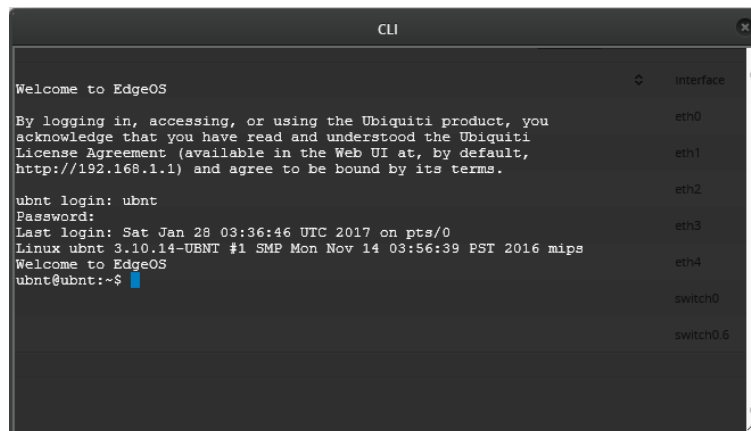 CLI
Welcome to EdgeOS
By logging in, accessing, or using the Ubiquiti product, you
acknowledge that you have read and understood the Ubiquiti
License Agreement (available in the Web UI at, by default,
http://192.168.1.1) and agree to be bound by its terms.
ubnt login: ubnt
Password:
Last login: Sat Jan 28 03:36:46 UTC 2017 on pts/0
Linux ubnt 3.10.14-UBNT #1 SMP Mon Nov 14 03:56:39 PST 2016 mips
Welcome to EdgeOS
ubnt@ubnt:~$
Interface
eth0
eth1
eth2
eth3
eth4
switch0
switch0.6